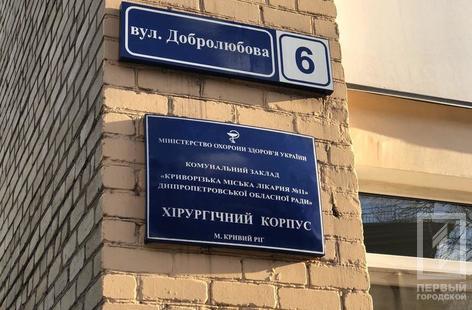 вул. Добролюбова
6
МІНІСТЕРСТВО ОХОРОНИ ЗДОРОВ'Я УКРАЇНИ
КОМУНАЛЬНИЙ ЗАКЛАД
«КРИВОРІЗЬКА МІСЬКА ЛІКАРНЯ №11»
ДНІПРОПЕТРОВСЬКОЇ ОБЛАСНОЇ РАДИ»
ХІРУРГІЧНИЙ КОРПУС
М. КРИВИЙ РІГ
ПЕРВЫЙ
ГОРОДСКОЙ